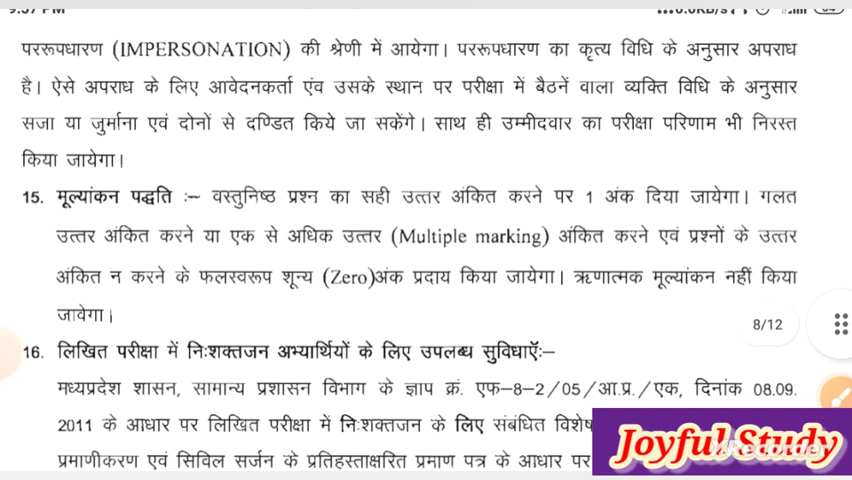 9:57 PM
पररूपधारण (IMPERSONATION) की श्रेणी में आयेगा। पररूपधारण का कृत्य विधि के अनुसार अपराध
है। ऐसे अपराध के लिए आवेदनकर्ता एंव उसके स्थान पर परीक्षा में बैठनें वाला व्यक्ति विधि के अनुसार
सजा या जुर्माना एवं दोनों से दण्डित किये जा सकेंगे। साथ ही उम्मीदवार का परीक्षा परिणाम भी निरस्त
किया जायेगा।
15. मूल्यांकन पद्धति :– वस्तुनिष्ठ प्रश्न का सही उत्तर अंकित करने पर 1 अंक दिया जायेगा। गलत
उत्तर अंकित करने या एक से अधिक उत्तर (Multiple marking) अंकित करने एवं प्रश्नों के उत्तर
अंकित न करने के फलस्वरूप शून्य (Zero)अंक प्रदाय किया जायेगा। ऋणात्मक मूल्यांकन नहीं किया
जावेगा।
8/12
16. लिखित परीक्षा में निःशक्तजन अभ्यार्थियों के लिए उपलब्ध सुविधाऍं:–
मध्यप्रदेश शासन, सामान्य प्रशासन विभाग के ज्ञाप क्रं. एफ–8–2/05/आ.प्र./एक, दिनांक 08.09.
2011 के आधार पर लिखित परीक्षा में निःशक्तजन के लिए संबंधित विशेष
प्रमाणीकरण एवं सिविल सर्जन के प्रतिहस्ताक्षरित प्रमाण पत्र के आधार पर
Joyful Study